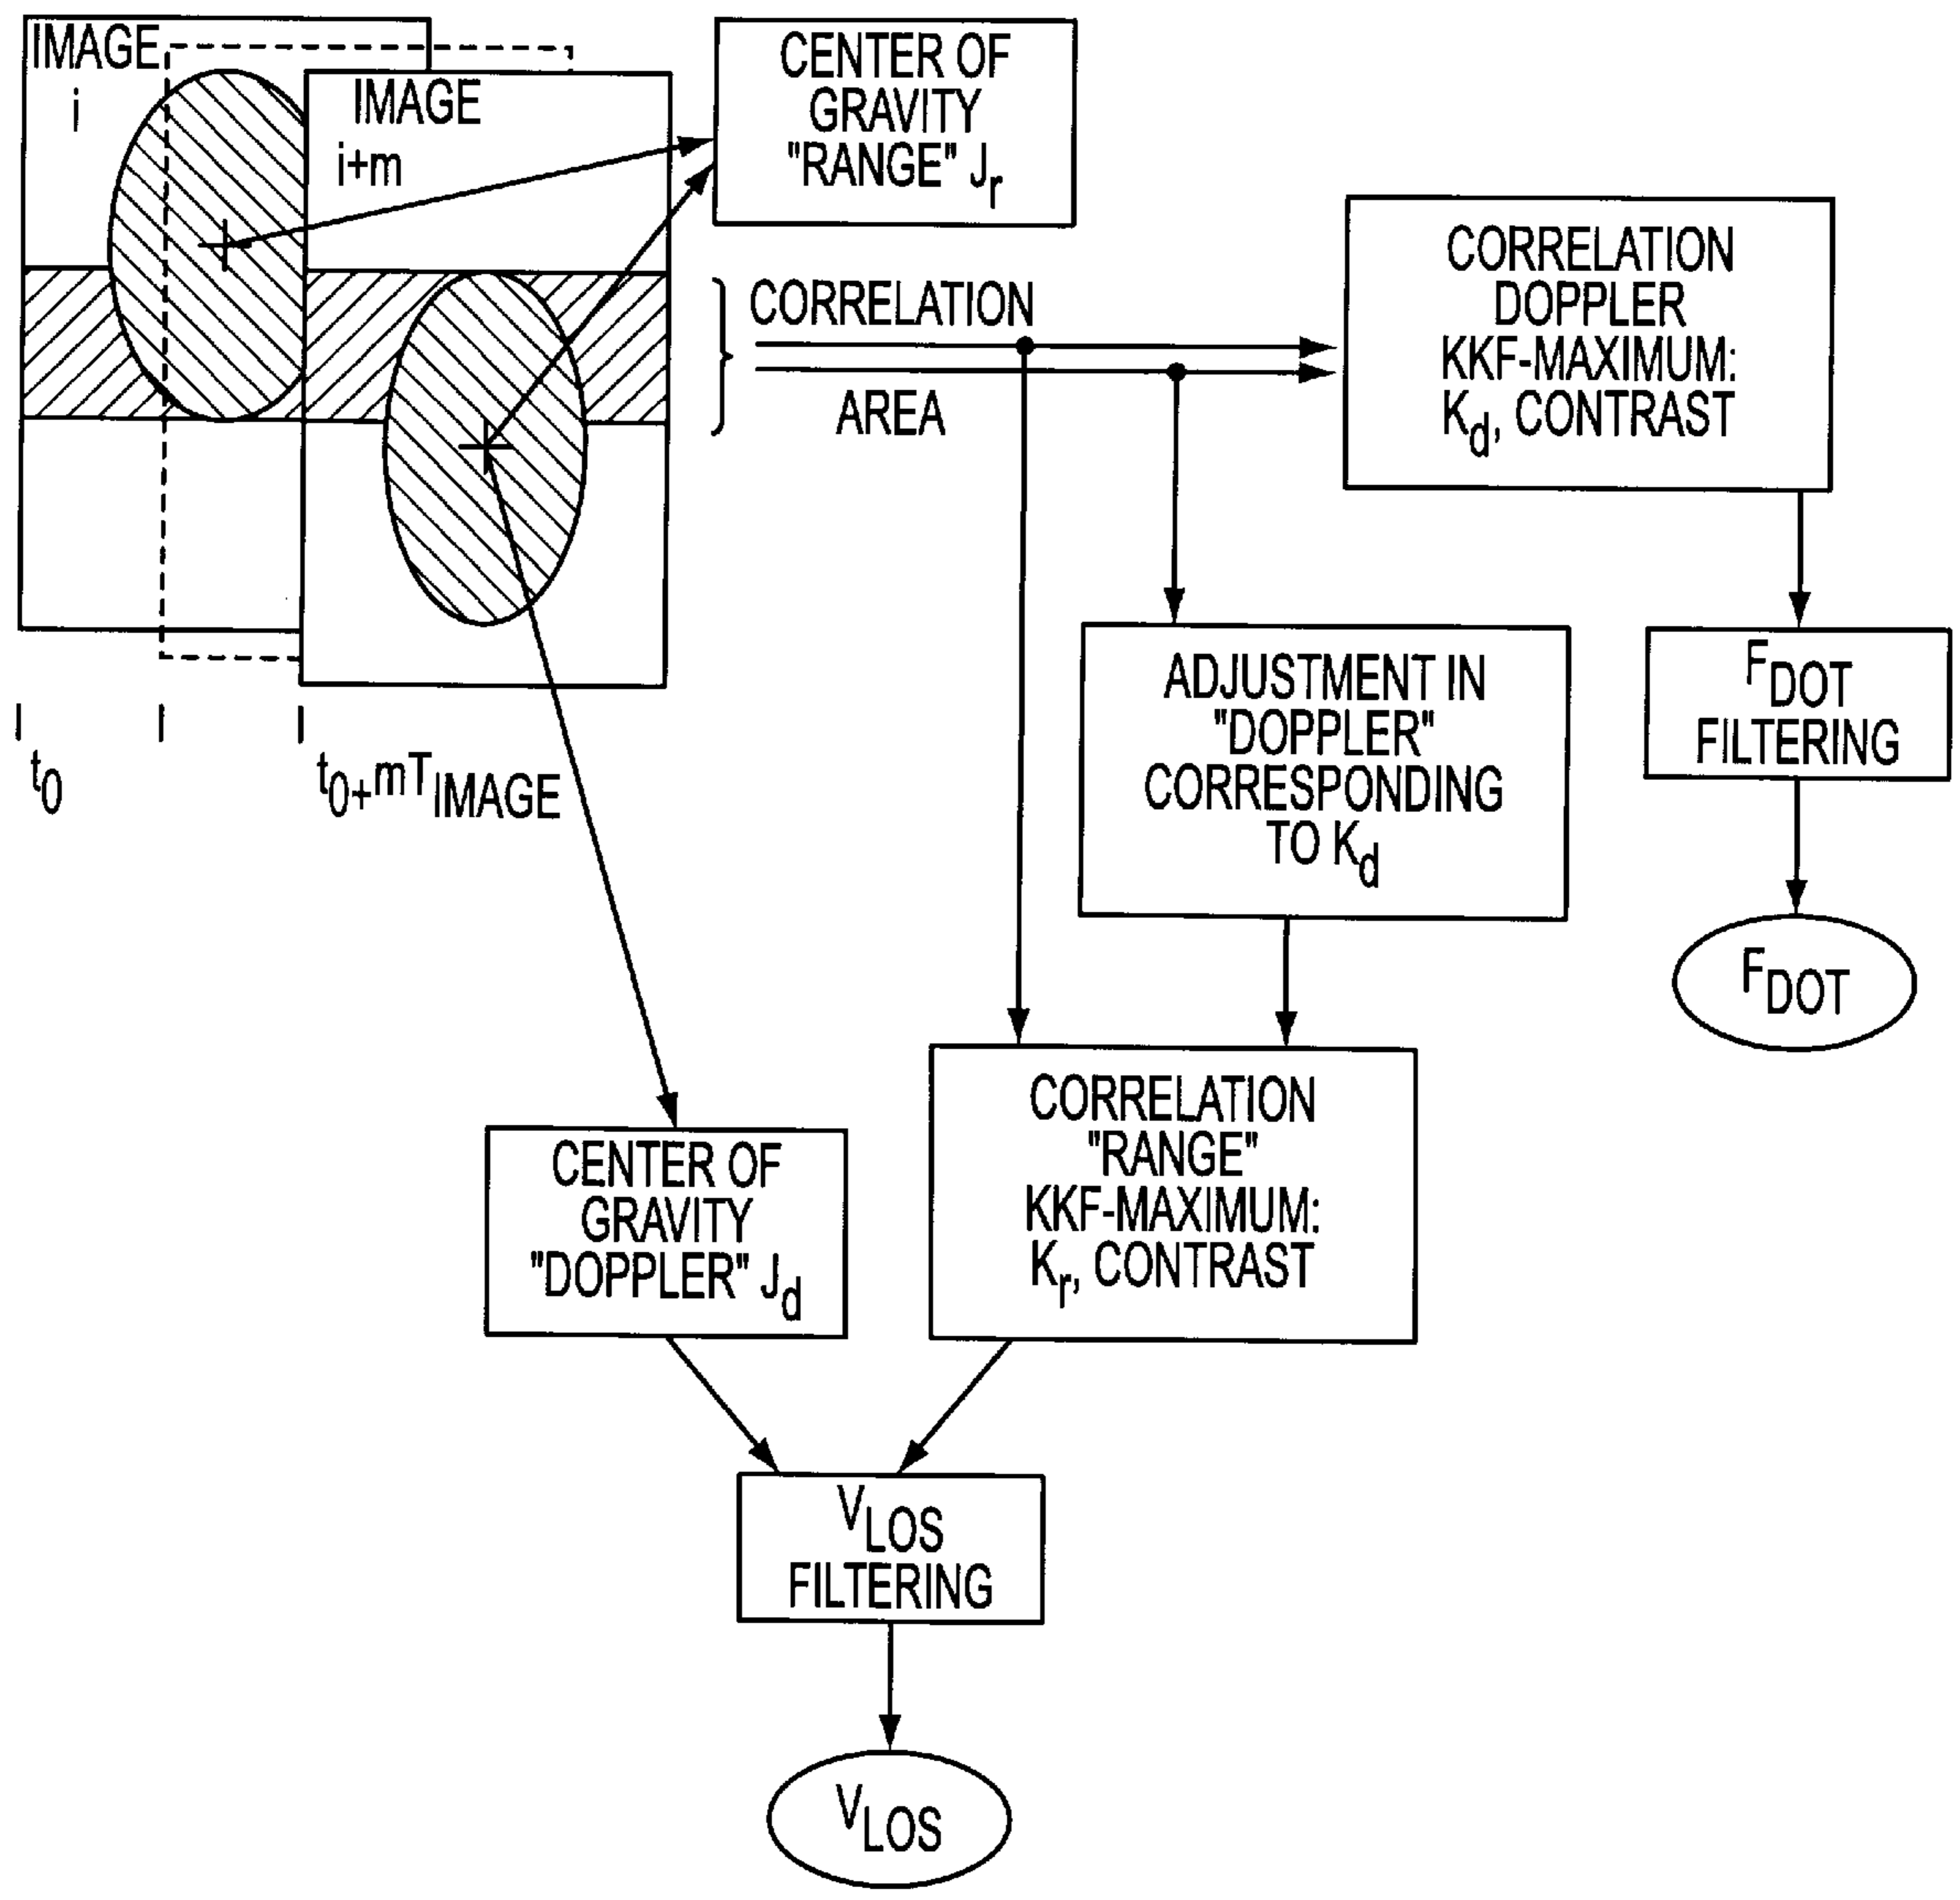 IMAGE
i
IMAGE
i+m
CENTER OF
GRAVITY
"RANGE" Jr
CORRELATION
AREA
CORRELATION
DOPPLER
KKF-MAXIMUM:
Kd, CONTRAST
t0
t0+mTIMAGE
ADJUSTMENT IN
"DOPPLER"
CORRESPONDING
TO Kd
FDOT
FILTERING
FDOT
CENTER OF
GRAVITY
"DOPPLER" Jd
CORRELATION
"RANGE"
KKF-MAXIMUM:
Kr, CONTRAST
VLOS
FILTERING
VLOS